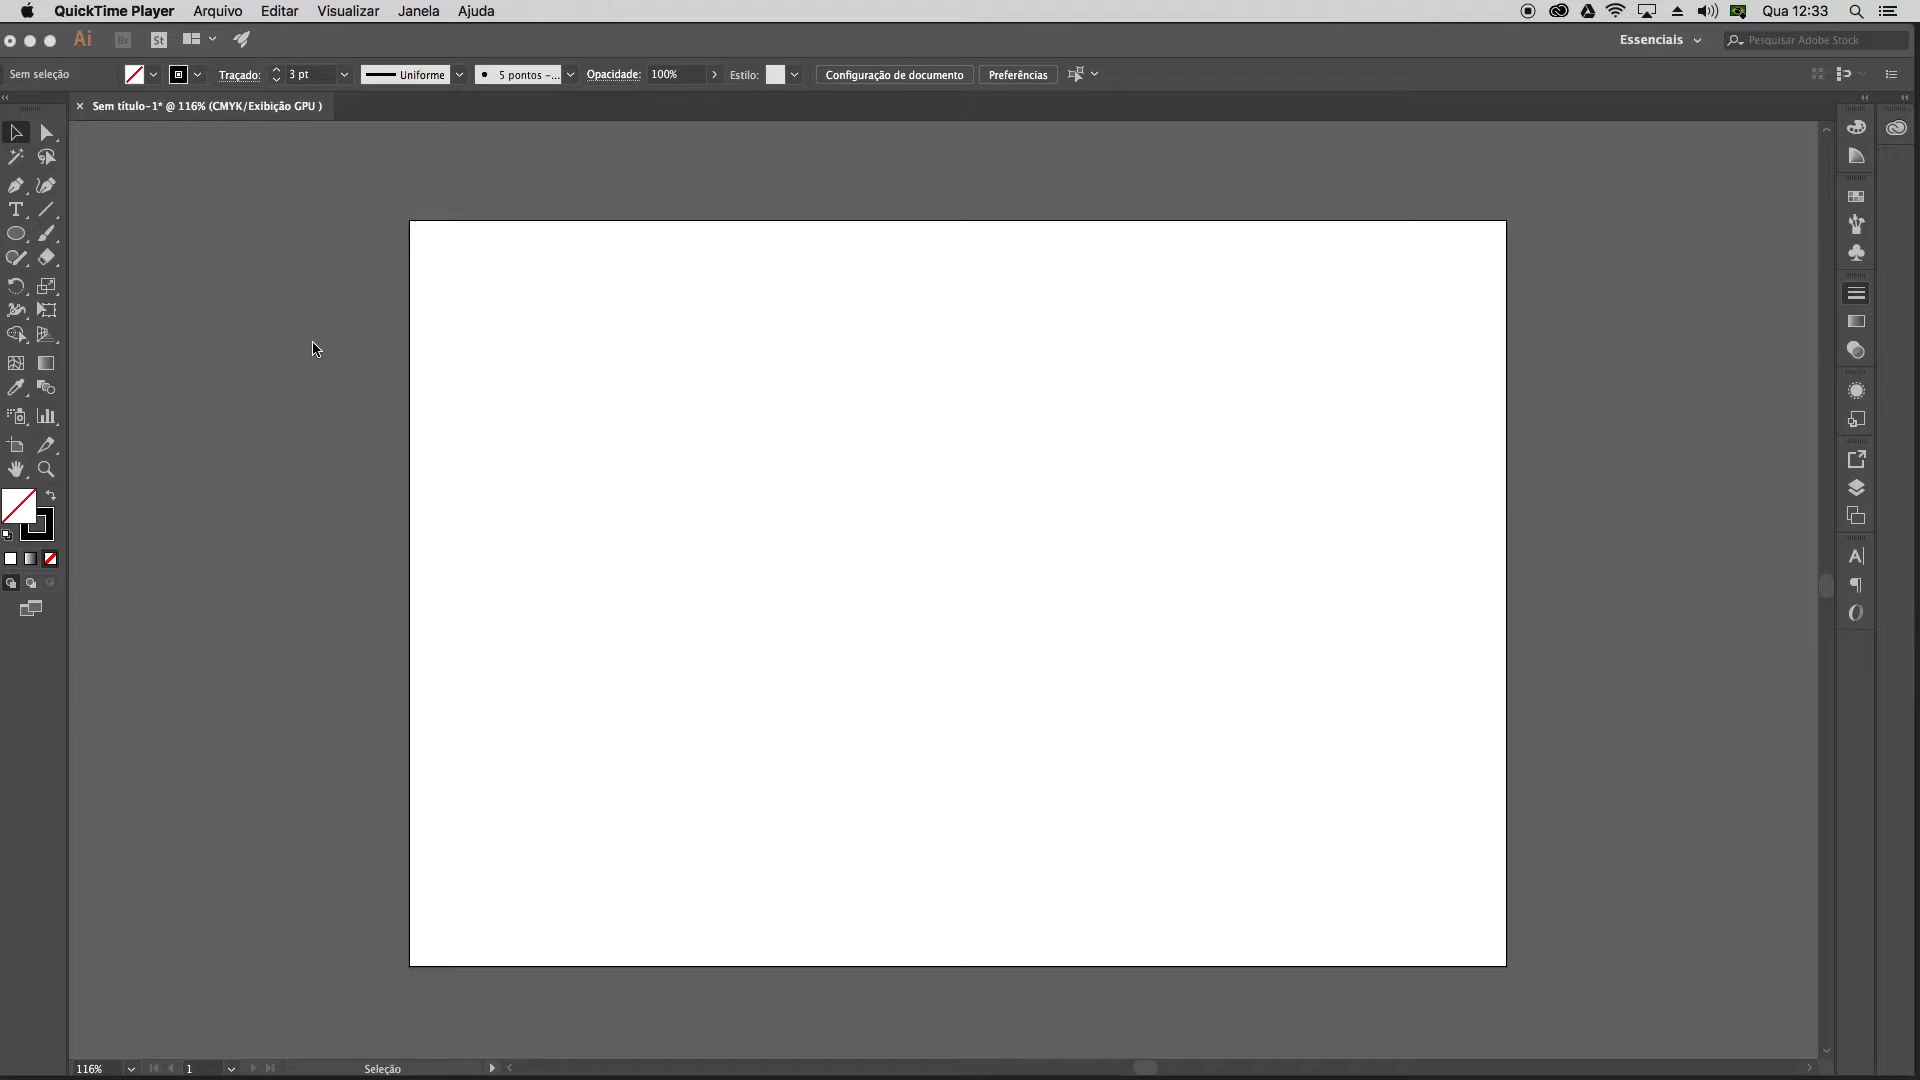 QuickTime Player Arquivo Editar Visualizar Janela Ajuda Qua 12:33
Ai Br St Essenciais Pesquisar Adobe Stock
Sem seleção Traçado: 3 pt Uniforme 5 pontos -... Opacidade: 100% Estilo: Configuração de documento Preferências
× Sem título-1* @ 116% (CMYK/Exibição GPU )
116% 1 Seleção